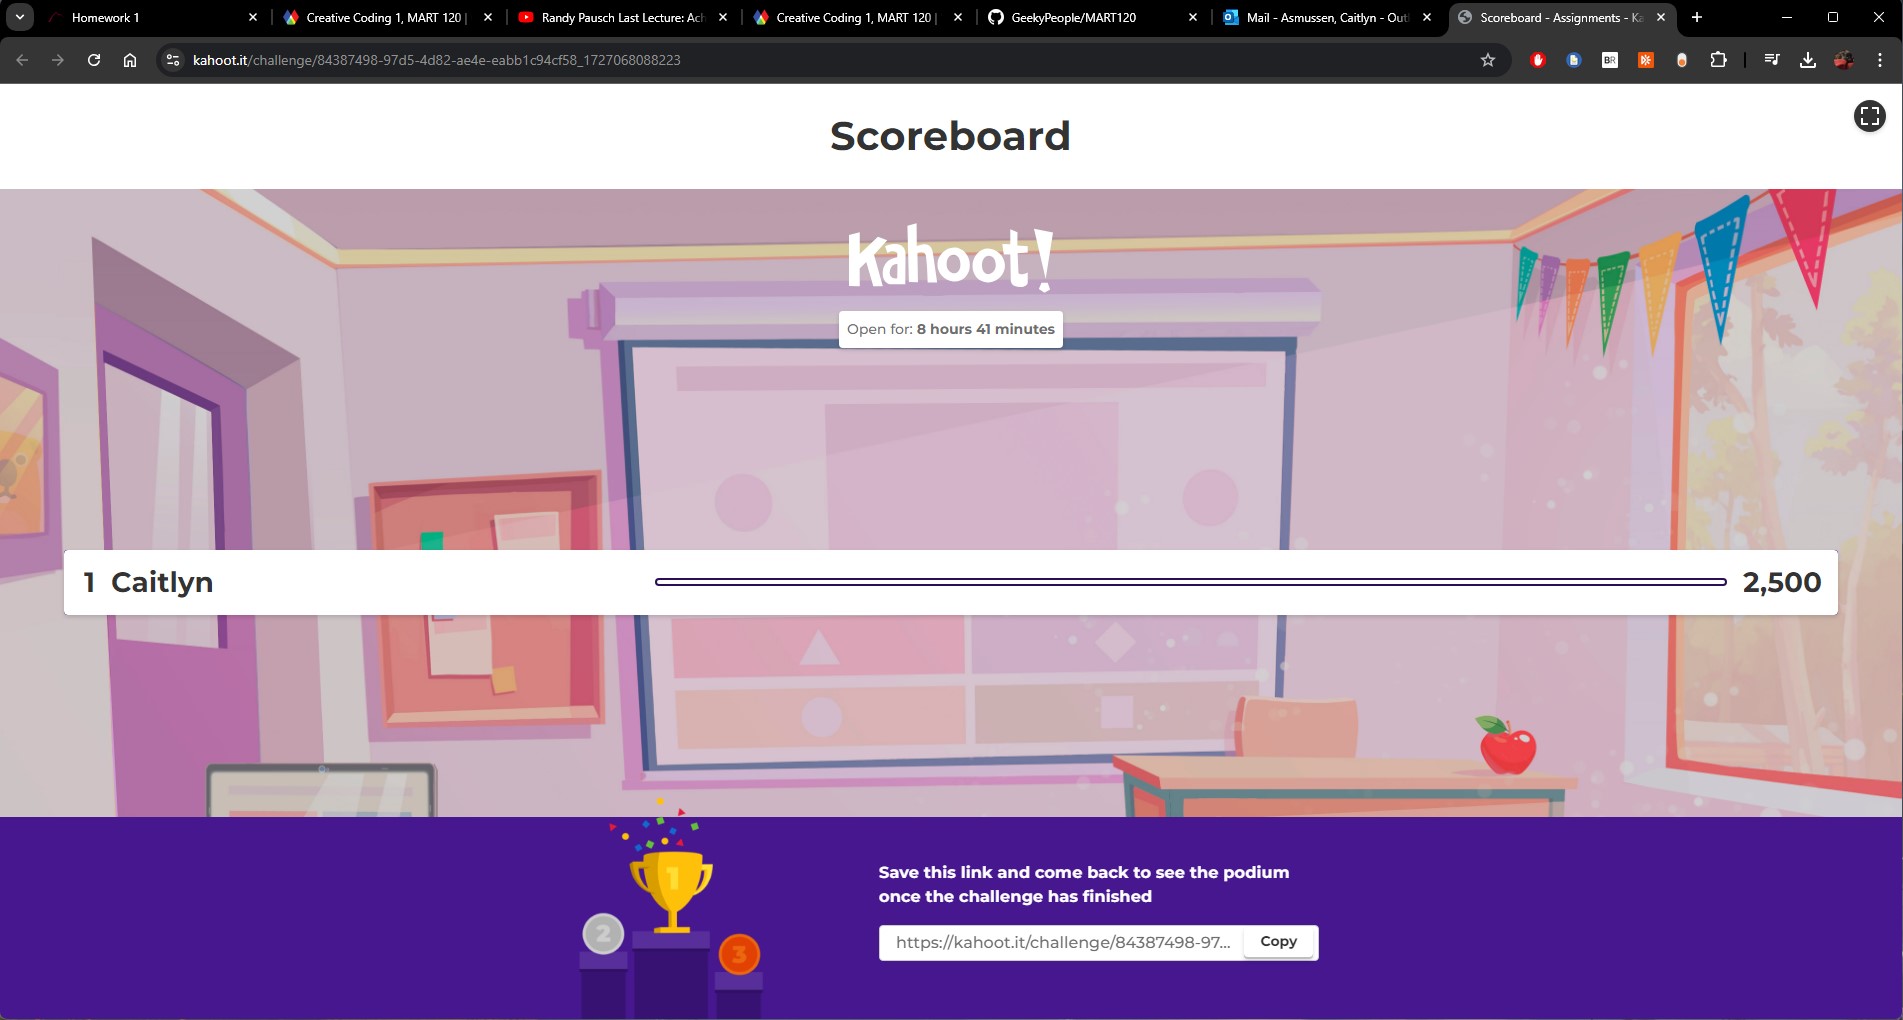 Homework 1
Creative Coding 1, MART 120 |
Randy Pausch Last Lecture: Ach
Creative Coding 1, MART 120 |
GeekyPeople/MART120
Mail - Asmussen, Caitlyn - Outl
Scoreboard - Assignments - Ka
kahoot.it/challenge/84387498-97d5-4d82-ae4e-eabb1c94cf58_1727068088223
BR
Scoreboard
Kahoot!
Open for: 8 hours 41 minutes
1 Caitlyn 2,500
1
2
3
Save this link and come back to see the podium
once the challenge has finished
https://kahoot.it/challenge/84387498-97... Copy